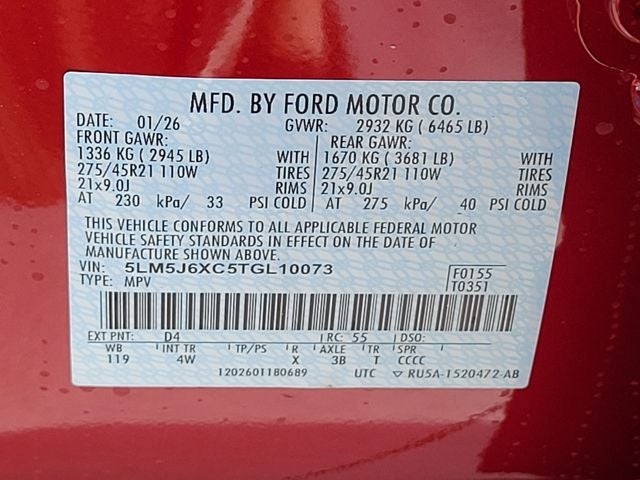 MFD. BY FORD MOTOR CO.
DATE: 01/26 GVWR: 2932 KG ( 6465 LB)
FRONT GAWR: REAR GAWR:
1336 KG ( 2945 LB) WITH 1670 KG ( 3681 LB) WITH
275/45R21 110W TIRES 275/45R21 110W TIRES
21x9.0J RIMS 21x9.0J RIMS
AT 230 kPa/ 33 PSI COLD AT 275 kPa/ 40 PSI COLD
THIS VEHICLE CONFORMS TO ALL APPLICABLE FEDERAL MOTOR
VEHICLE SAFETY STANDARDS IN EFFECT ON THE DATE OF
MANUFACTURE SHOWN ABOVE.
VIN: 5LM5J6XC5TGL10073 F0155
TYPE: MPV T0351
EXT PNT: D4 RC: 55 DSO:
WB INT TR TP/PS R AXLE TR SPR
119 4W X 3B T CCCC
1202601180689 UTC ▽ RU5A-1520472-AB